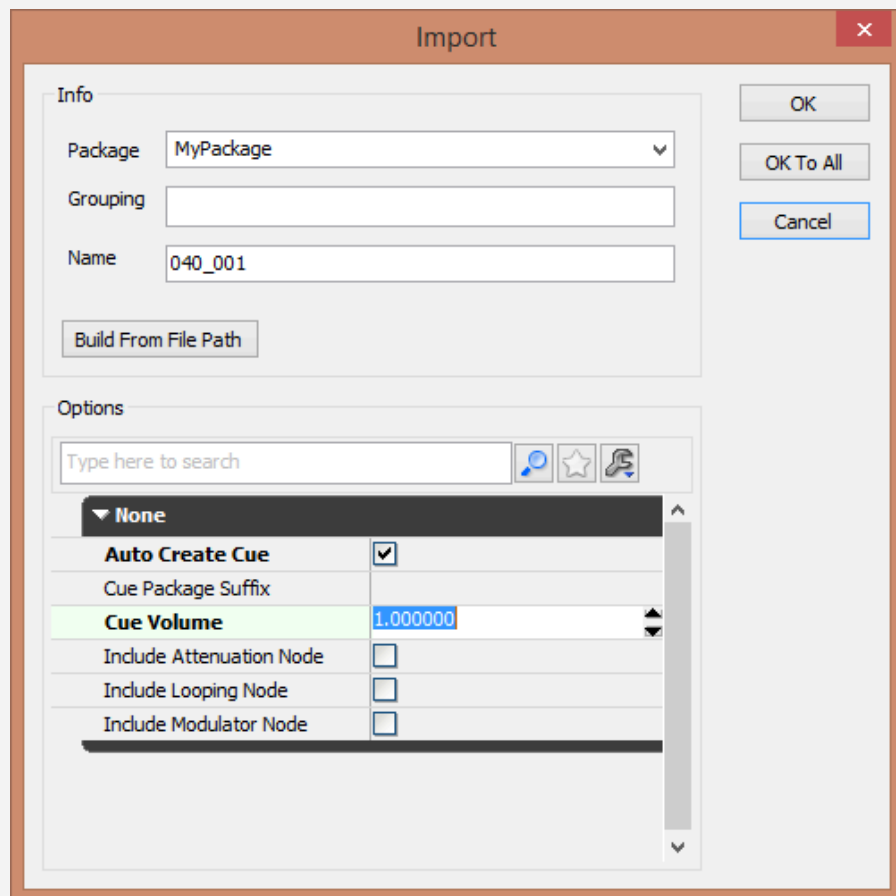 Import
Info
OK
Package MyPackage
OK To All
Grouping
Cancel
Name 040_001
Build From File Path
Options
Type here to search
None
Auto Create Cue
Cue Package Suffix
Cue Volume 1.000000
Include Attenuation Node
Include Looping Node
Include Modulator Node